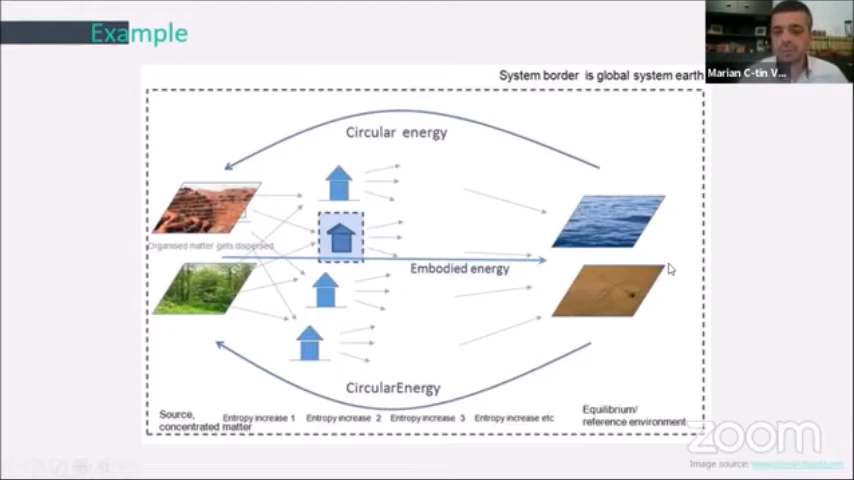 Example
System border is global system earth
Marian C-tin V...
Circular energy
Organised matter gets dispersed
Embodied energy
CircularEnergy
Source,
concentrated matter
Entropy increase 1
Entropy increase 2
Entropy increase 3
Entropy increase etc
Equilibrium/
reference environment
zoom
Image source: